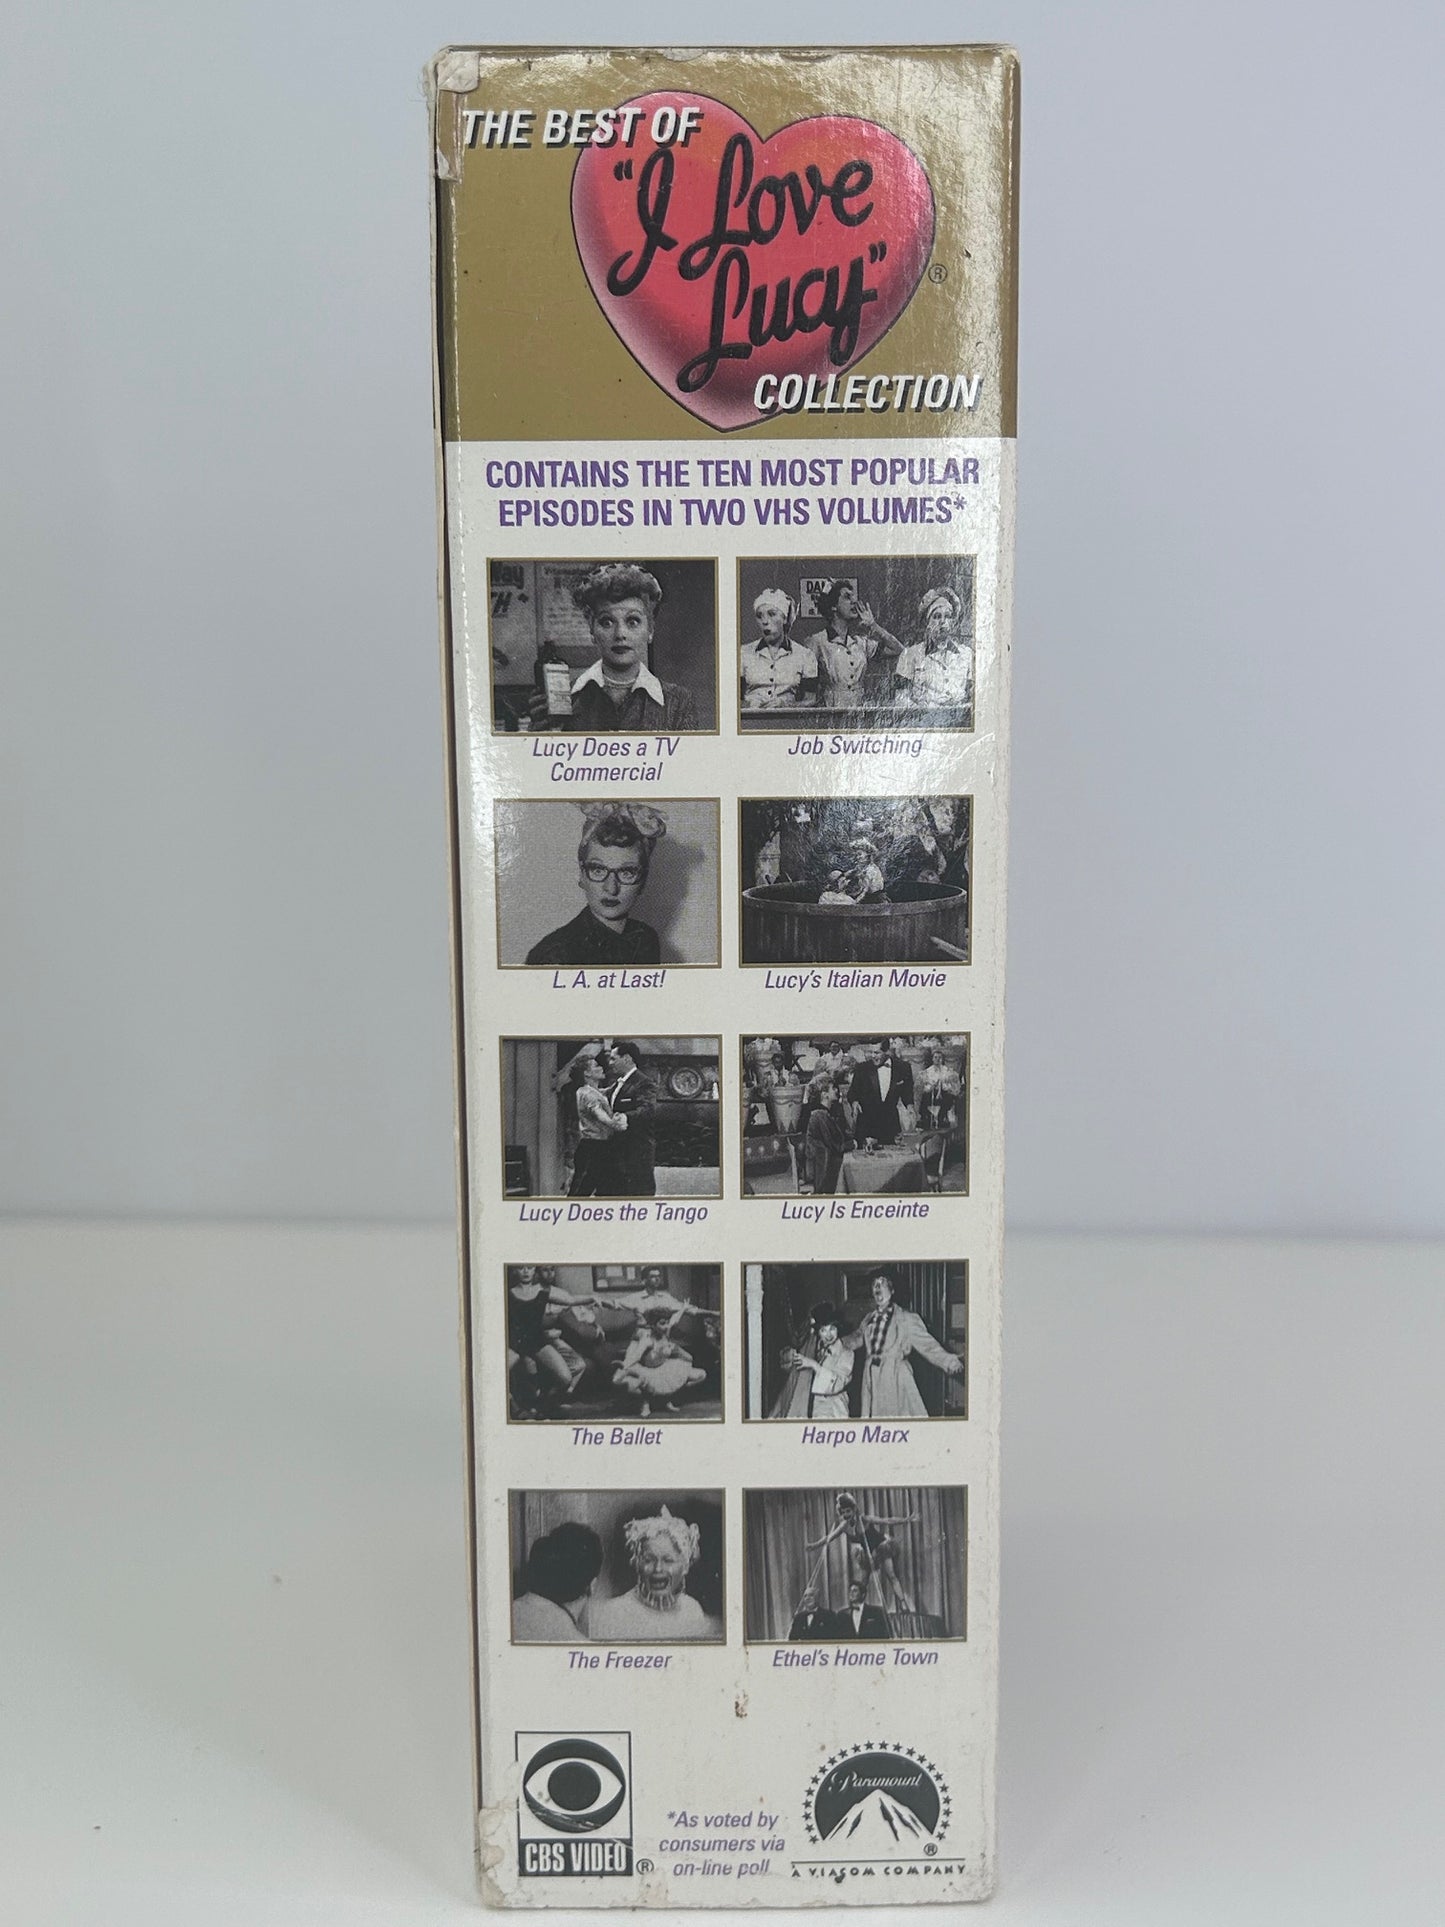 THE BEST OF
"I Love
Lucy"
®
COLLECTION
CONTAINS THE TEN MOST POPULAR
EPISODES IN TWO VHS VOLUMES*
Lucy Does a TV
Commercial
Job Switching
L. A. at Last!
Lucy's Italian Movie
Lucy Does the Tango
Lucy Is Enceinte
The Ballet
Harpo Marx
The Freezer
Ethel's Home Town
CBS VIDEO ®
*As voted by
consumers via
on-line poll
Paramount
®
A VIACOM COMPANY